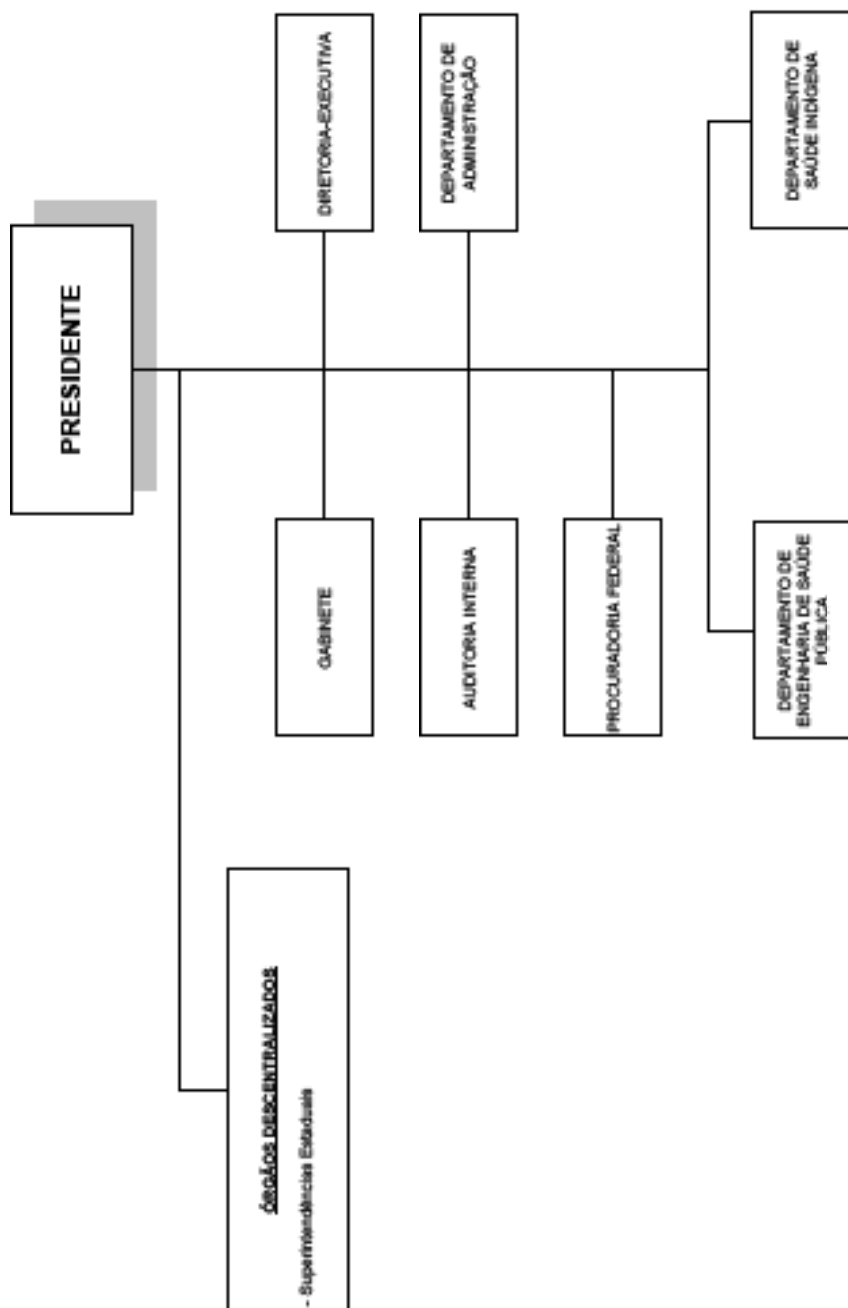 PRESIDENTE
ÓRGÃOS DESCENTRALIZADOS
- Superintendências Estaduais
GABINETE
DIRETORIA-EXECUTIVA
AUDITORIA INTERNA
DEPARTAMENTO DE
ADMINISTRAÇÃO
PROCURADORIA FEDERAL
DEPARTAMENTO DE
ENGENHARIA DE SAÚDE
PÚBLICA
DEPARTAMENTO DE
SAÚDE INDÍGENA